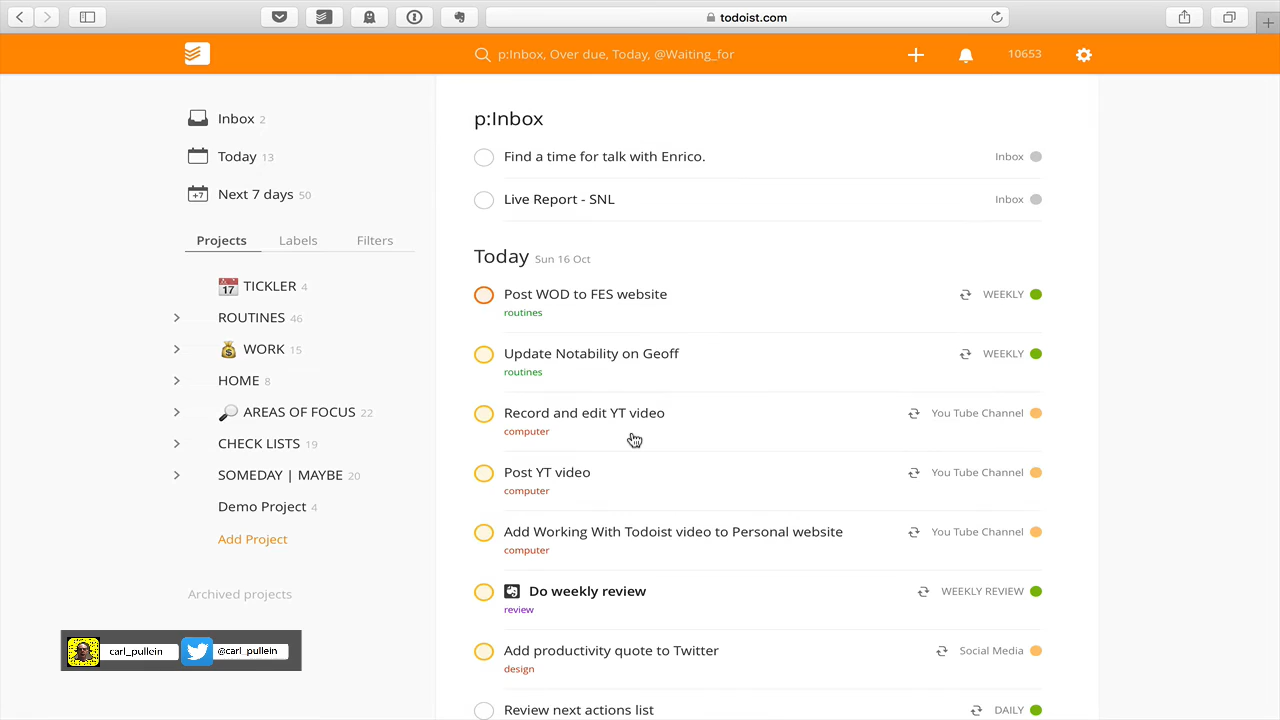 todoist.com
p:Inbox, Over due, Today, @Waiting_for
10653
Inbox 2
Today 13
Next 7 days 50
Projects Labels Filters
17 TICKLER 4
ROUTINES 46
WORK 15
HOME 8
AREAS OF FOCUS 22
CHECK LISTS 19
SOMEDAY | MAYBE 20
Demo Project 4
Add Project
Archived projects
carl_pullein @carl_pullein
p:Inbox
Find a time for talk with Enrico. Inbox
Live Report - SNL Inbox
Today Sun 16 Oct
Post WOD to FES website WEEKLY
routines
Update Notability on Geoff WEEKLY
routines
Record and edit YT video You Tube Channel
computer
Post YT video You Tube Channel
computer
Add Working With Todoist video to Personal website You Tube Channel
computer
Do weekly review WEEKLY REVIEW
review
Add productivity quote to Twitter Social Media
design
Review next actions list DAILY